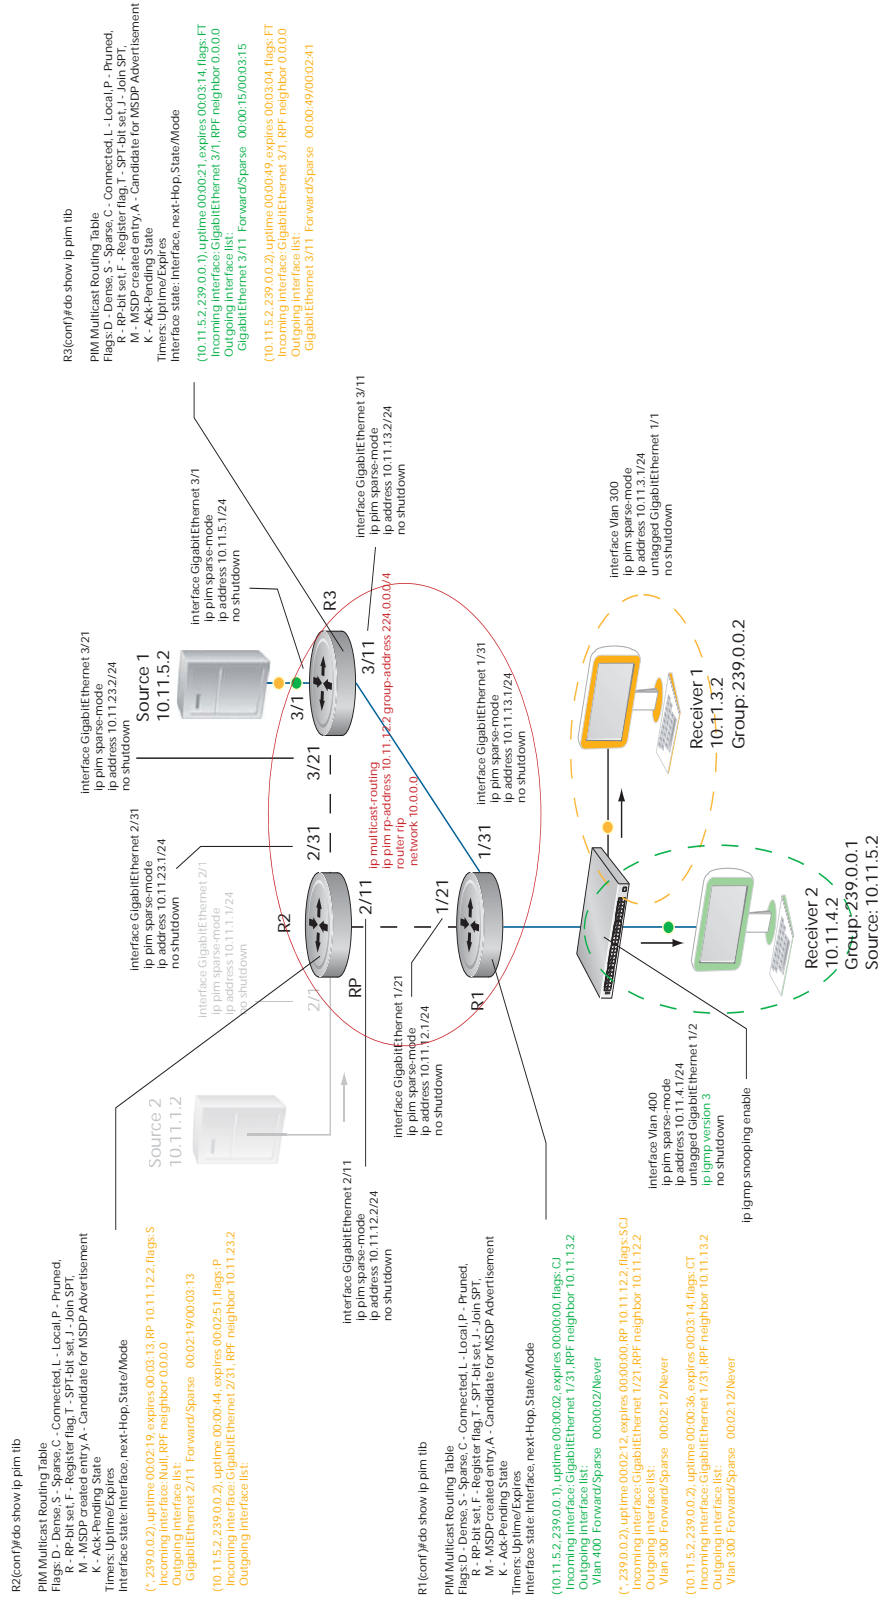 R2(conf)#do show ip pim tib
PIM Multicast Routing Table
Flags: D - Dense, S - Sparse, C - Connected, L - Local, P - Pruned,
R - RP-bit set, F - Register flag, T - SPT-bit set, J - Join SPT,
M - MSDP created entry, A - Candidate for MSDP Advertisement
K - Ack-Pending State
Timers: Uptime/Expires
Interface state: Interface, next-Hop, State/Mode
(*, 239.0.0.2), uptime 00:02:19, expires 00:03:13, RP 10.11.12.2, flags: S
Incoming interface: Null, RPF neighbor 0.0.0.0
Outgoing interface list:
GigabitEthernet 2/11 Forward/Sparse 00:02:19/00:03:13
(10.11.5.2, 239.0.0.2), uptime 00:00:44, expires 00:02:51, flags: P
Incoming interface: GigabitEthernet 2/31, RPF neighbor 10.11.23.2
Outgoing interface list:
R3(conf)#do show ip pim tib
PIM Multicast Routing Table
Flags: D - Dense, S - Sparse, C - Connected, L - Local, P - Pruned,
R - RP-bit set, F - Register flag, T - SPT-bit set, J - Join SPT,
M - MSDP created entry, A - Candidate for MSDP Advertisement
K - Ack-Pending State
Timers: Uptime/Expires
Interface state: Interface, next-Hop, State/Mode
(10.11.5.2, 239.0.0.1), uptime 00:00:21, expires 00:03:14, flags: FT
Incoming interface: GigabitEthernet 3/1, RPF neighbor 0.0.0.0
Outgoing interface list:
GigabitEthernet 3/11 Forward/Sparse 00:00:15/00:03:15
(10.11.5.2, 239.0.0.2), uptime 00:00:49, expires 00:03:04, flags: FT
Incoming interface: GigabitEthernet 3/1, RPF neighbor 0.0.0.0
Outgoing interface list:
GigabitEthernet 3/11 Forward/Sparse 00:00:49/00:02:41
interface GigabitEthernet 3/21
ip pim sparse-mode
ip address 10.11.23.2/24
no shutdown
interface GigabitEthernet 2/31
ip pim sparse-mode
ip address 10.11.23.1/24
no shutdown
interface GigabitEthernet 2/1
ip pim sparse-mode
ip address 10.11.1.1/24
no shutdown
Source 2
10.11.1.2
Source 1
10.11.5.2
interface GigabitEthernet 3/1
ip pim sparse-mode
ip address 10.11.5.1/24
no shutdown
2/1
R2
RP
2/31
3/21
3/1
R3
2/11
3/11
interface GigabitEthernet 2/11
ip pim sparse-mode
ip address 10.11.12.2/24
no shutdown
interface GigabitEthernet 3/11
ip pim sparse-mode
ip address 10.11.13.2/24
no shutdown
ip multicast-routing
ip pim rp-address 10.11.12.2 group-address 224.0.0.0/4
router rip
network 10.0.0.0
interface GigabitEthernet 1/21
ip pim sparse-mode
ip address 10.11.12.1/24
no shutdown
1/21
R1
1/31
interface GigabitEthernet 1/31
ip pim sparse-mode
ip address 10.11.13.1/24
no shutdown
R1(conf)#do show ip pim tib
PIM Multicast Routing Table
Flags: D - Dense, S - Sparse, C - Connected, L - Local, P - Pruned,
R - RP-bit set, F - Register flag, T - SPT-bit set, J - Join SPT,
M - MSDP created entry, A - Candidate for MSDP Advertisement
K - Ack-Pending State
Timers: Uptime/Expires
Interface state: Interface, next-Hop, State/Mode
(10.11.5.2, 239.0.0.1), uptime 00:00:02, expires 00:00:00, flags: CJ
Incoming interface: GigabitEthernet 1/31, RPF neighbor 10.11.13.2
Outgoing interface list:
Vlan 400 Forward/Sparse 00:00:02/Never
(*, 239.0.0.2), uptime 00:02:12, expires 00:00:00, RP 10.11.12.2, flags: SCJ
Incoming interface: GigabitEthernet 1/21, RPF neighbor 10.11.12.2
Outgoing interface list:
Vlan 300 Forward/Sparse 00:02:12/Never
(10.11.5.2, 239.0.0.2), uptime 00:00:36, expires 00:03:14, flags: CT
Incoming interface: GigabitEthernet 1/31, RPF neighbor 10.11.13.2
Outgoing interface list:
Vlan 300 Forward/Sparse 00:02:12/Never
interface Vlan 300
ip pim sparse-mode
ip address 10.11.3.1/24
untagged GigabitEthernet 1/1
no shutdown
Receiver 1
10.11.3.2
Group: 239.0.0.2
interface Vlan 400
ip pim sparse-mode
ip address 10.11.4.1/24
untagged GigabitEthernet 1/2
ip igmp version 3
no shutdown
ip igmp snooping enable
Receiver 2
10.11.4.2
Group: 239.0.0.1
Source: 10.11.5.2